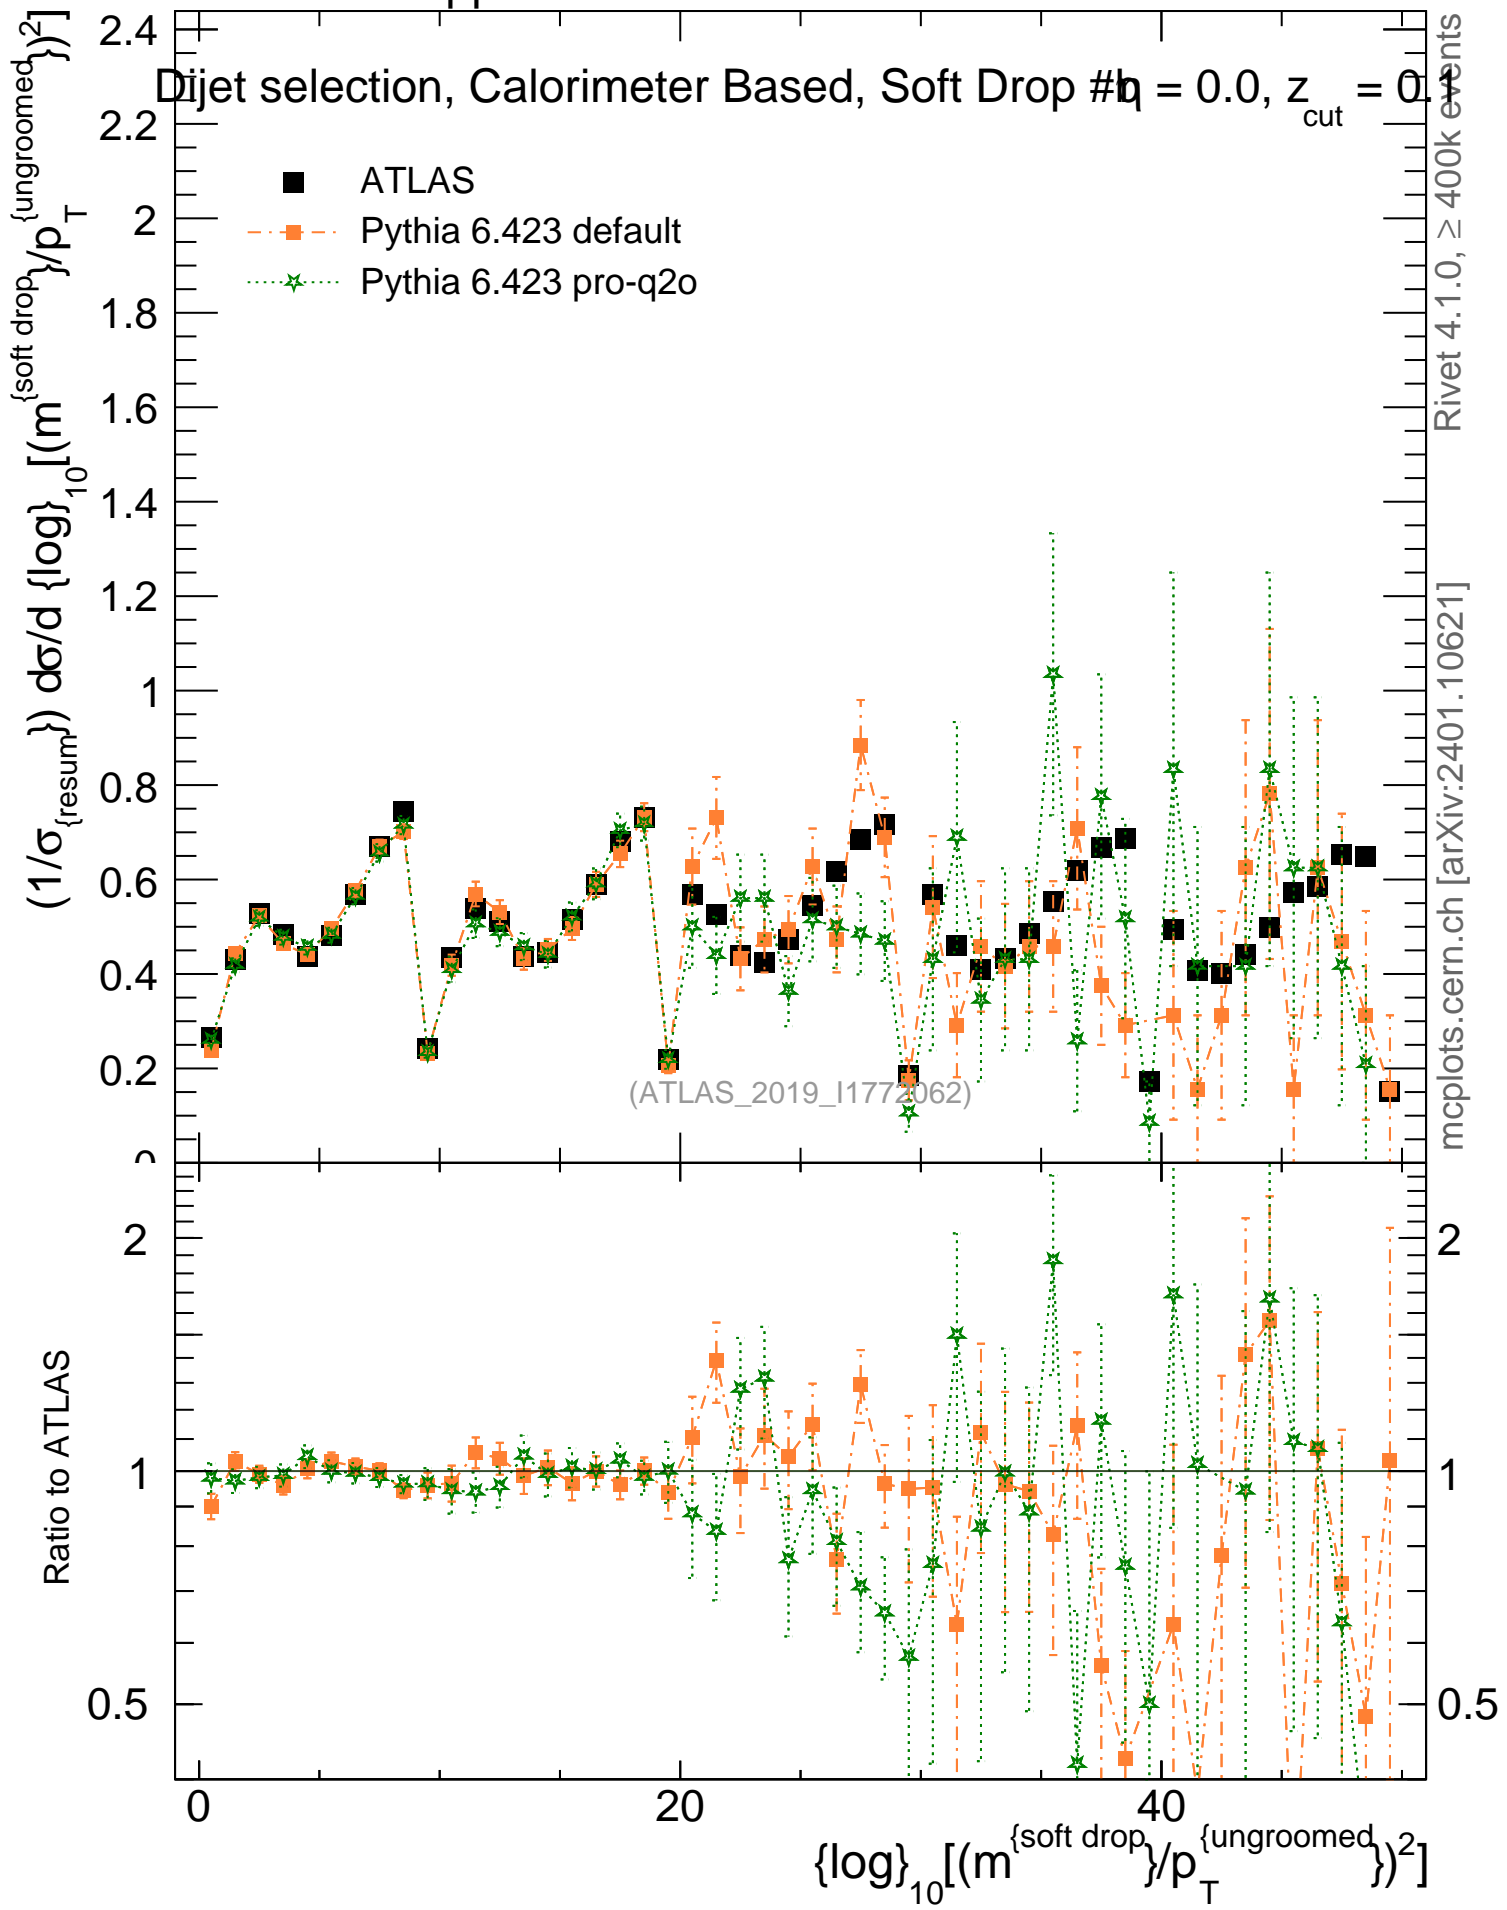 Dijet selection, Calorimeter Based, Soft Drop = 0.0, z_cut = 0.1
ATLAS
Pythia 6.423 default
Pythia 6.423 pro-q2o
(1/σ_{resum}) dσ/d {log}_10[(m^{soft drop}/p_T^{ungroomed})^2]
2.4
2.2
2
1.8
1.6
1.4
1.2
1
0.8
0.6
0.4
0.2
0
(ATLAS_2019_I1772062)
Rivet 4.1.0, ≥ 400k events
mcplots.cern.ch [arXiv:2401.10621]
Ratio to ATLAS
2
1
0.5
2
1
0.5
0 20 40
{log}_10[(m^{soft drop}/p_T^{ungroomed})^2]